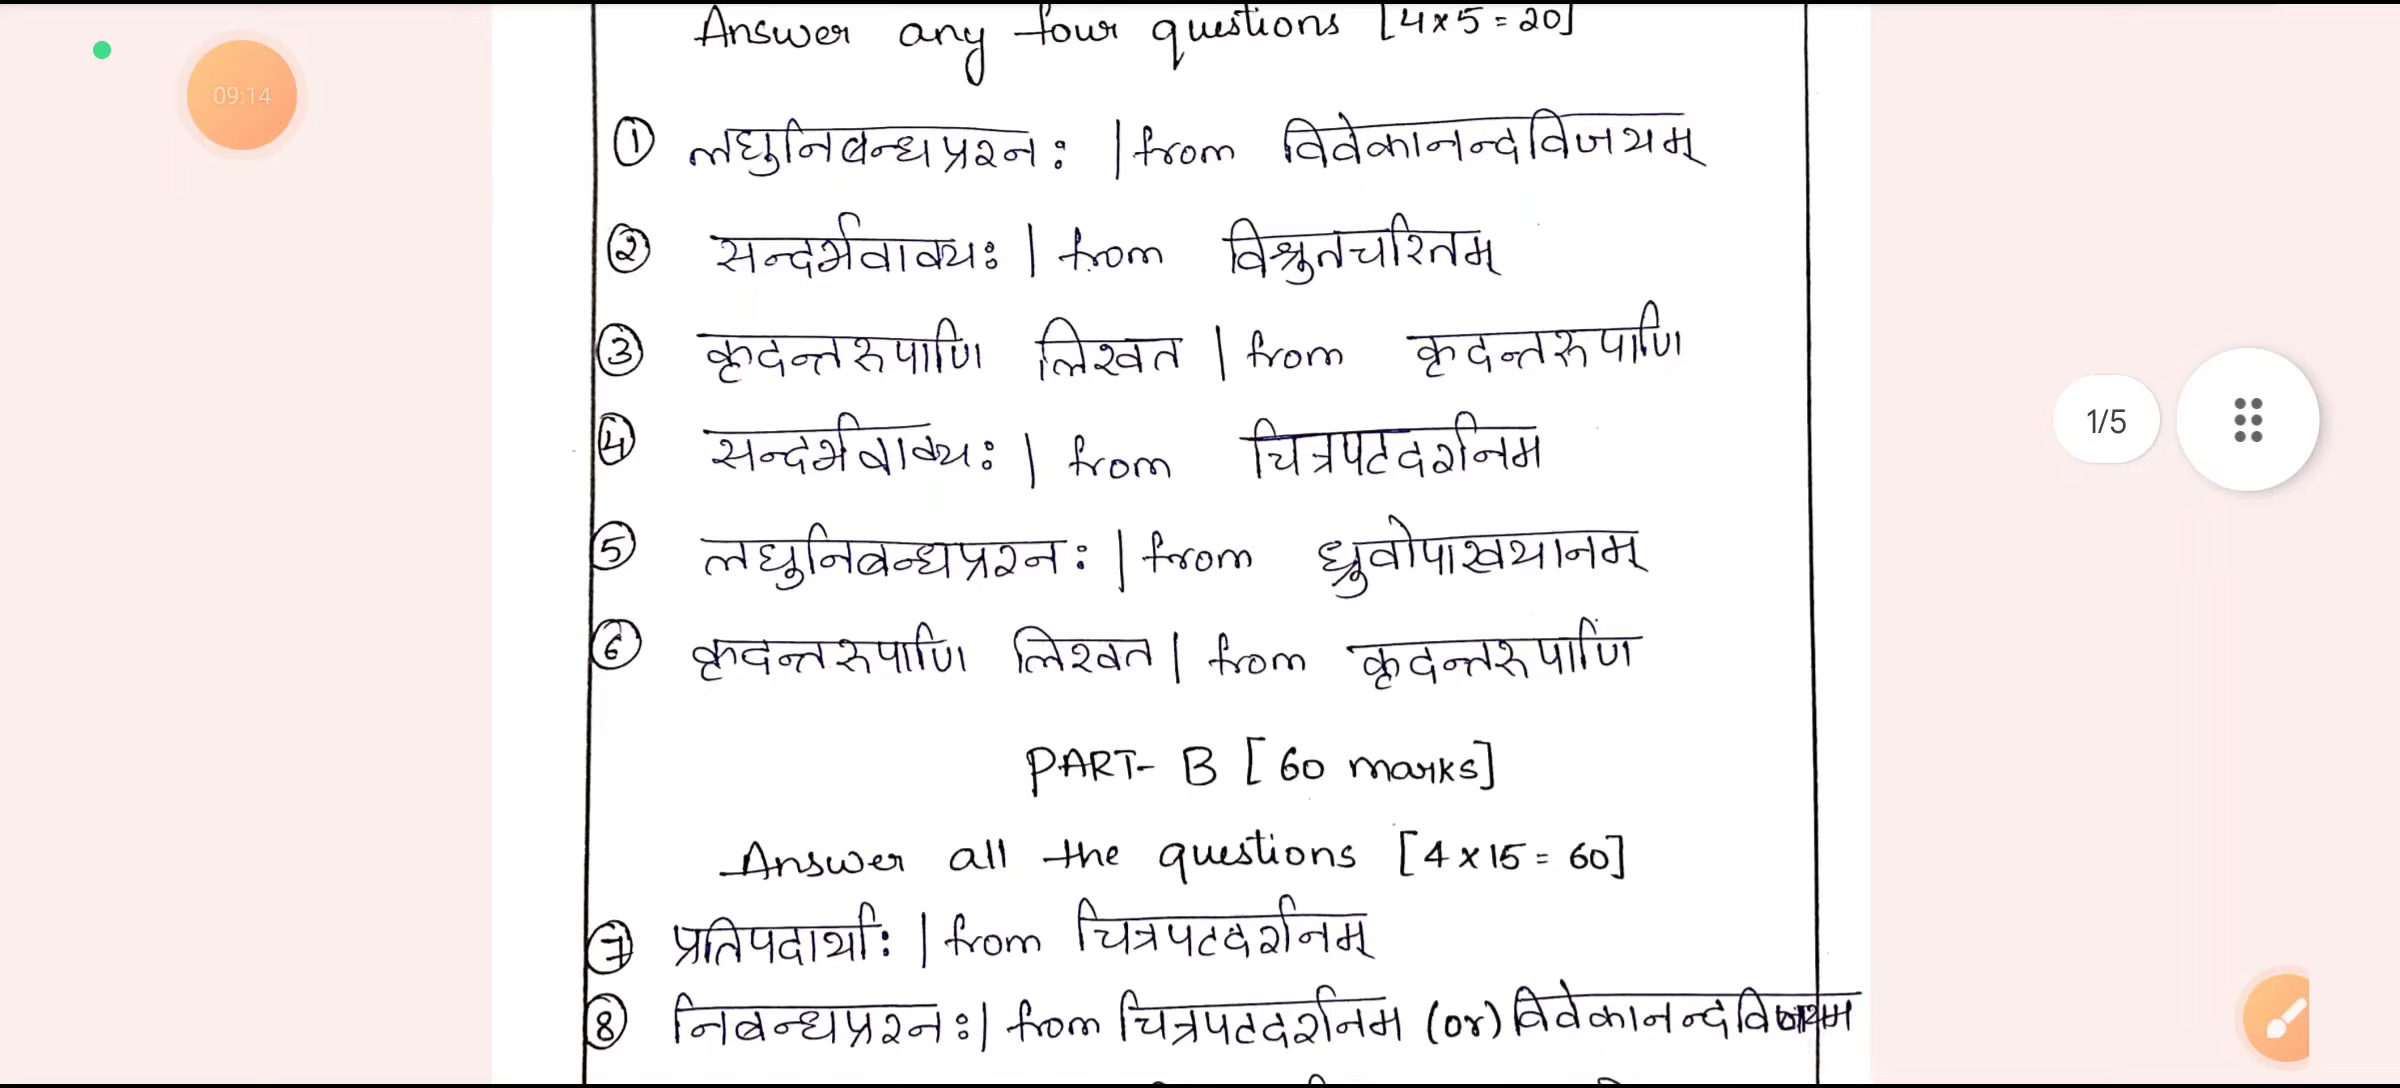 Answer any four questions [4x5=20]
09:14
① लघुनिबन्धप्रश्नः | from विवेकानन्दविजयम्
② सन्दर्भवाक्यः | from विश्रुतचरितम्
③ कृदन्तरुपाणि लिखत | from कृदन्तरुपाणि
1/5
④ सन्दर्भवाक्यः | from चित्रपटदर्शनम
⑤ लघुनिबन्धप्रश्नः | from ध्रुवोपाख्यानम्
⑥ कृदन्तरुपाणि लिखत | from कृदन्तरुपाणि
PART- B [60 marks]
Answer all the questions [4x15= 60]
⑦ प्रतिपदार्थाः | from चित्रपटदर्शनम्
⑧ निबन्धप्रश्नः | from चित्रपटदर्शनम (or) विवेकानन्दविजयम